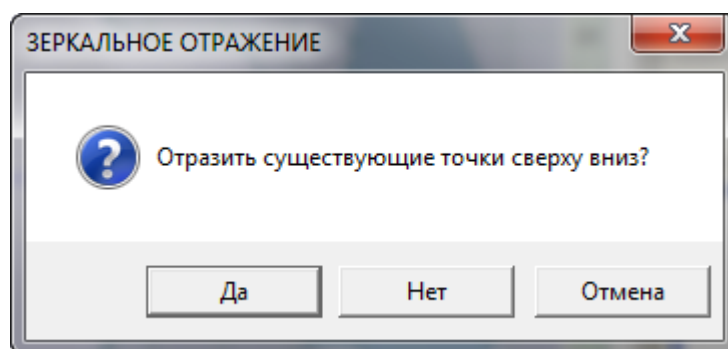 ЗЕРКАЛЬНОЕ ОТРАЖЕНИЕ
Отразить существующие точки сверху вниз?
Да
Нет
Отмена